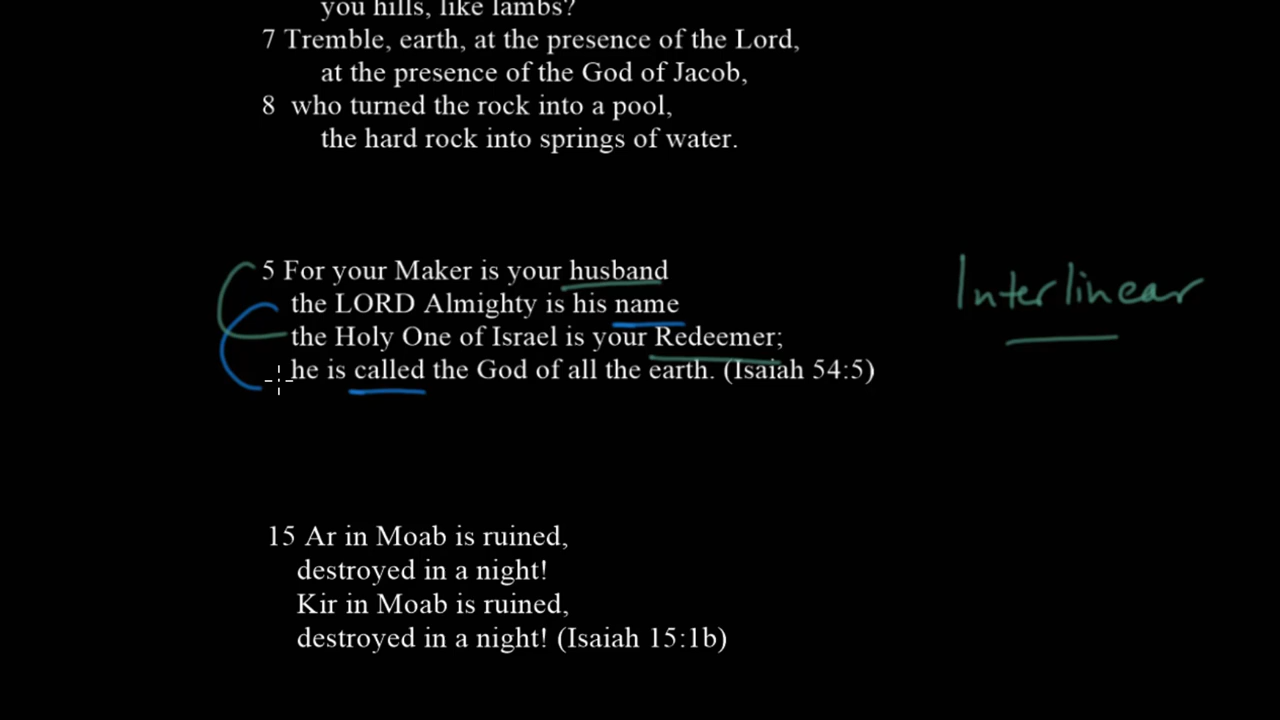 you hills, like lambs?
7 Tremble, earth, at the presence of the Lord,
at the presence of the God of Jacob,
8 who turned the rock into a pool,
the hard rock into springs of water.
5 For your Maker is your husband
the LORD Almighty is his name
the Holy One of Israel is your Redeemer;
he is called the God of all the earth. (Isaiah 54:5)
Interlinear
15 Ar in Moab is ruined,
destroyed in a night!
Kir in Moab is ruined,
destroyed in a night! (Isaiah 15:1b)